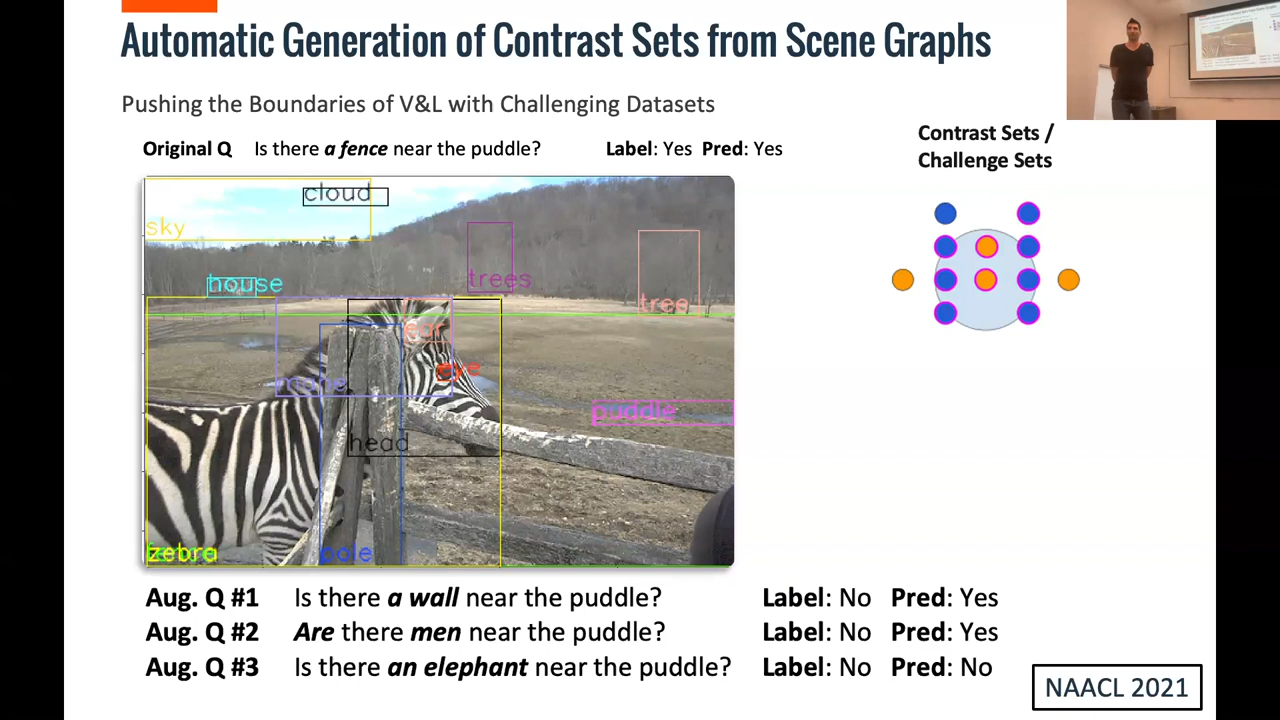 Automatic Generation of Contrast Sets from Scene Graphs
Pushing the Boundaries of V&L with Challenging Datasets
Original Q Is there a fence near the puddle? Label: Yes Pred: Yes
Contrast Sets /
Challenge Sets
cloud
sky
house
trees
tree
ear
eye
mane
puddle
head
zebra
pole
Aug. Q #1 Is there a wall near the puddle? Label: No Pred: Yes
Aug. Q #2 Are there men near the puddle? Label: No Pred: Yes
Aug. Q #3 Is there an elephant near the puddle? Label: No Pred: No
NAACL 2021